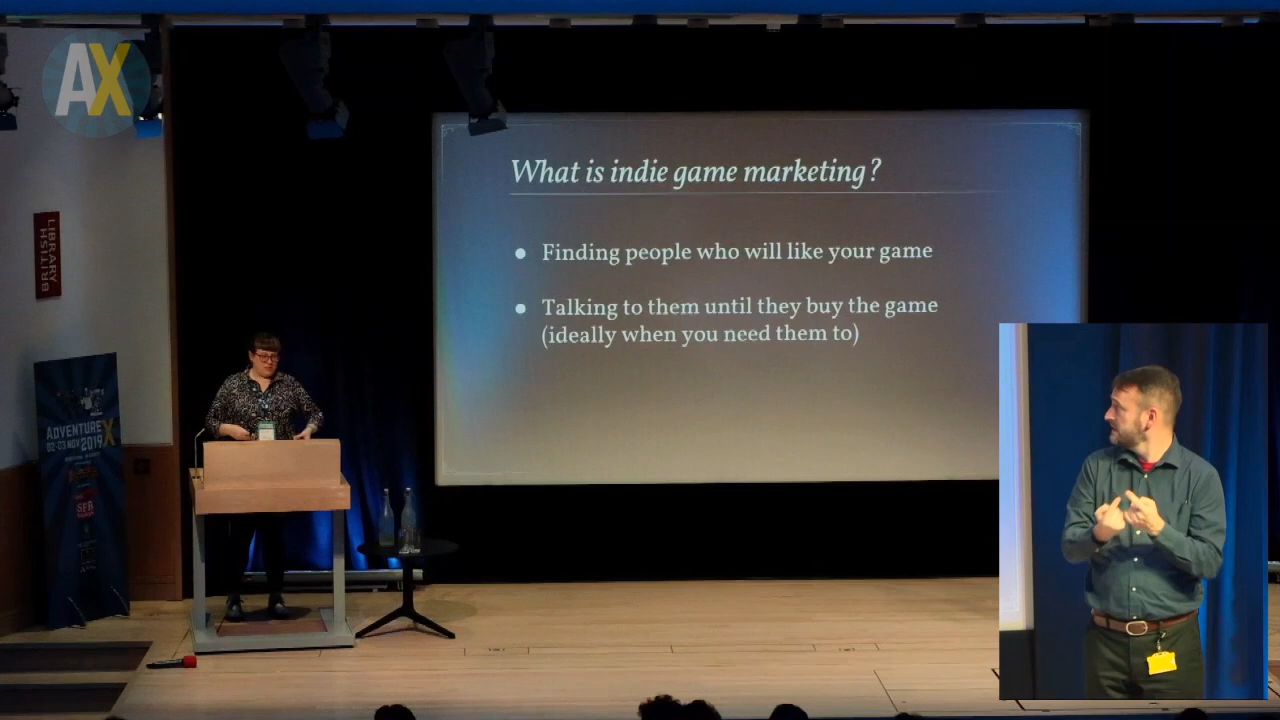 AX
What is indie game marketing?
● Finding people who will like your game
● Talking to them until they buy the game
(ideally when you need them to)
BRITISH
LIBRARY
ADVENTURE X
02-03 NOV 2019
SFB